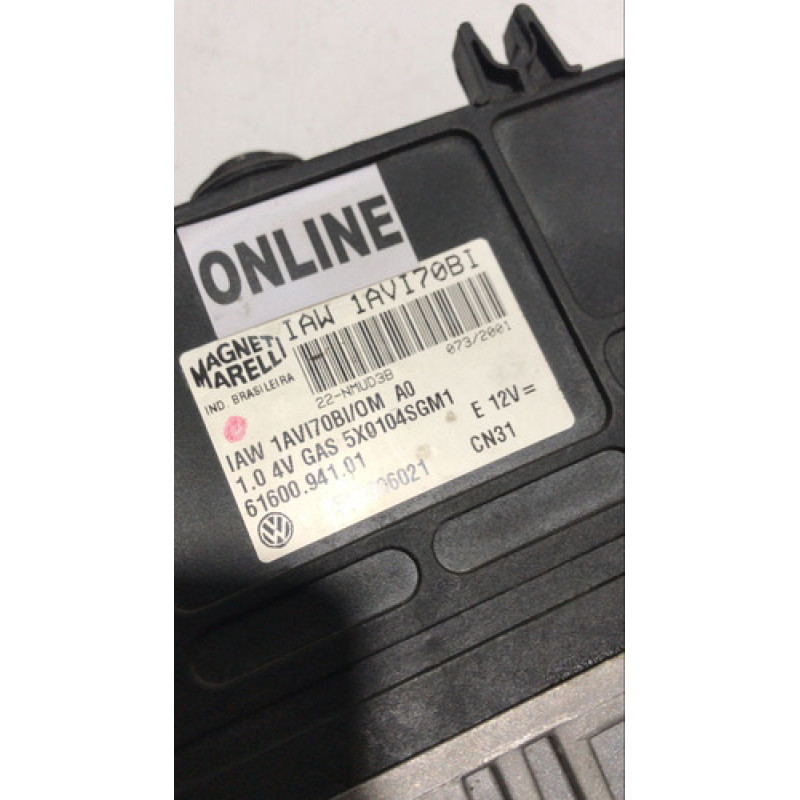 ONLINE
IAW 1AVI70BI
MAGNETI MARELLI
IND. BRASILEIRA
22-NMUD3B
073/2001
IAW 1AVI70BI/OM A0
1.0 4V GAS 5X0104SGM1
E 12V =
61600.941.01
CN31